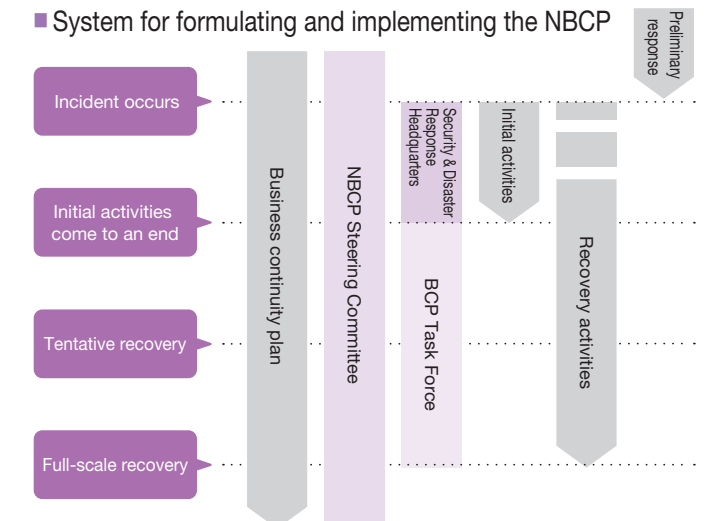 System for formulating and implementing the NBCP
Preliminary
response
Incident occurs
Initial activities
come to an end
Tentative recovery
Full-scale recovery
Business continuity plan
NBCP Steering Committee
Security & Disaster
Response
Headquarters
BCP Task Force
Initial activities
Recovery activities